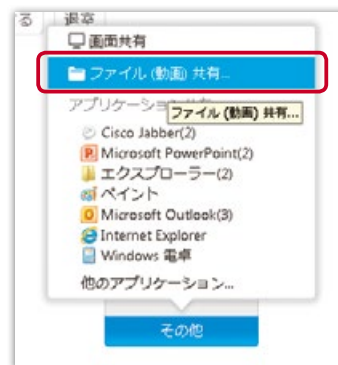 る 退室
画面共有
ファイル (動画) 共有...
アプリケーション
ファイル (動画) 共有...
Cisco Jabber(2)
Microsoft PowerPoint(2)
エクスプローラー(2)
ペイント
Microsoft Outlook(3)
Internet Explorer
Windows 電卓
他のアプリケーション...
その他